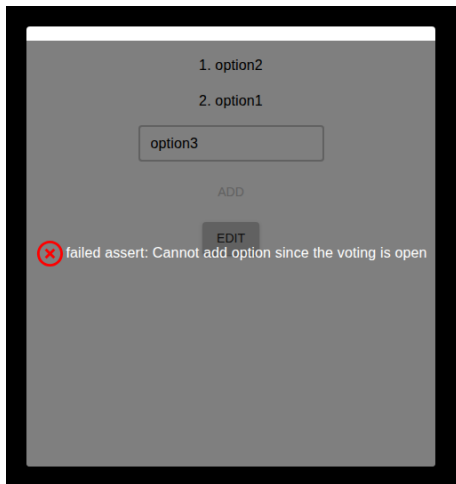 1. option2
2. option1
option3
ADD
EDIT
failed assert: Cannot add option since the voting is open